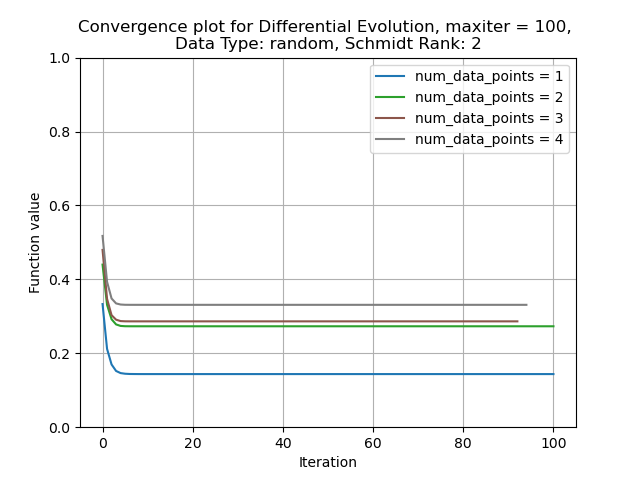 Convergence plot for Differential Evolution, maxiter = 100,
Data Type: random, Schmidt Rank: 2
num_data_points = 1
num_data_points = 2
num_data_points = 3
num_data_points = 4
1.0
0.8
0.6
0.4
0.2
0.0
Function value
0 20 40 60 80 100
Iteration